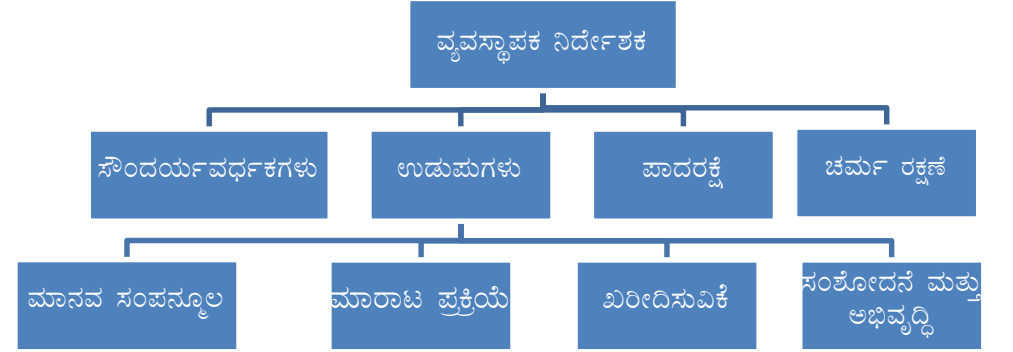 ವ್ಯವಸ್ಥಾಪಕ ನಿರ್ದೇಶಕ
ಸೌಂದರ್ಯವರ್ಧಕಗಳು
ಉಡುಪುಗಳು
ಪಾದರಕ್ಷೆ
ಚರ್ಮ ರಕ್ಷಣೆ
ಮಾನವ ಸಂಪನ್ಮೂಲ
ಮಾರಾಟ ಪ್ರಕ್ರಿಯೆ
ಖರೀದಿಸುವಿಕೆ
ಸಂಶೋದನೆ ಮತ್ತು
ಅಭಿವೃದ್ಧಿ